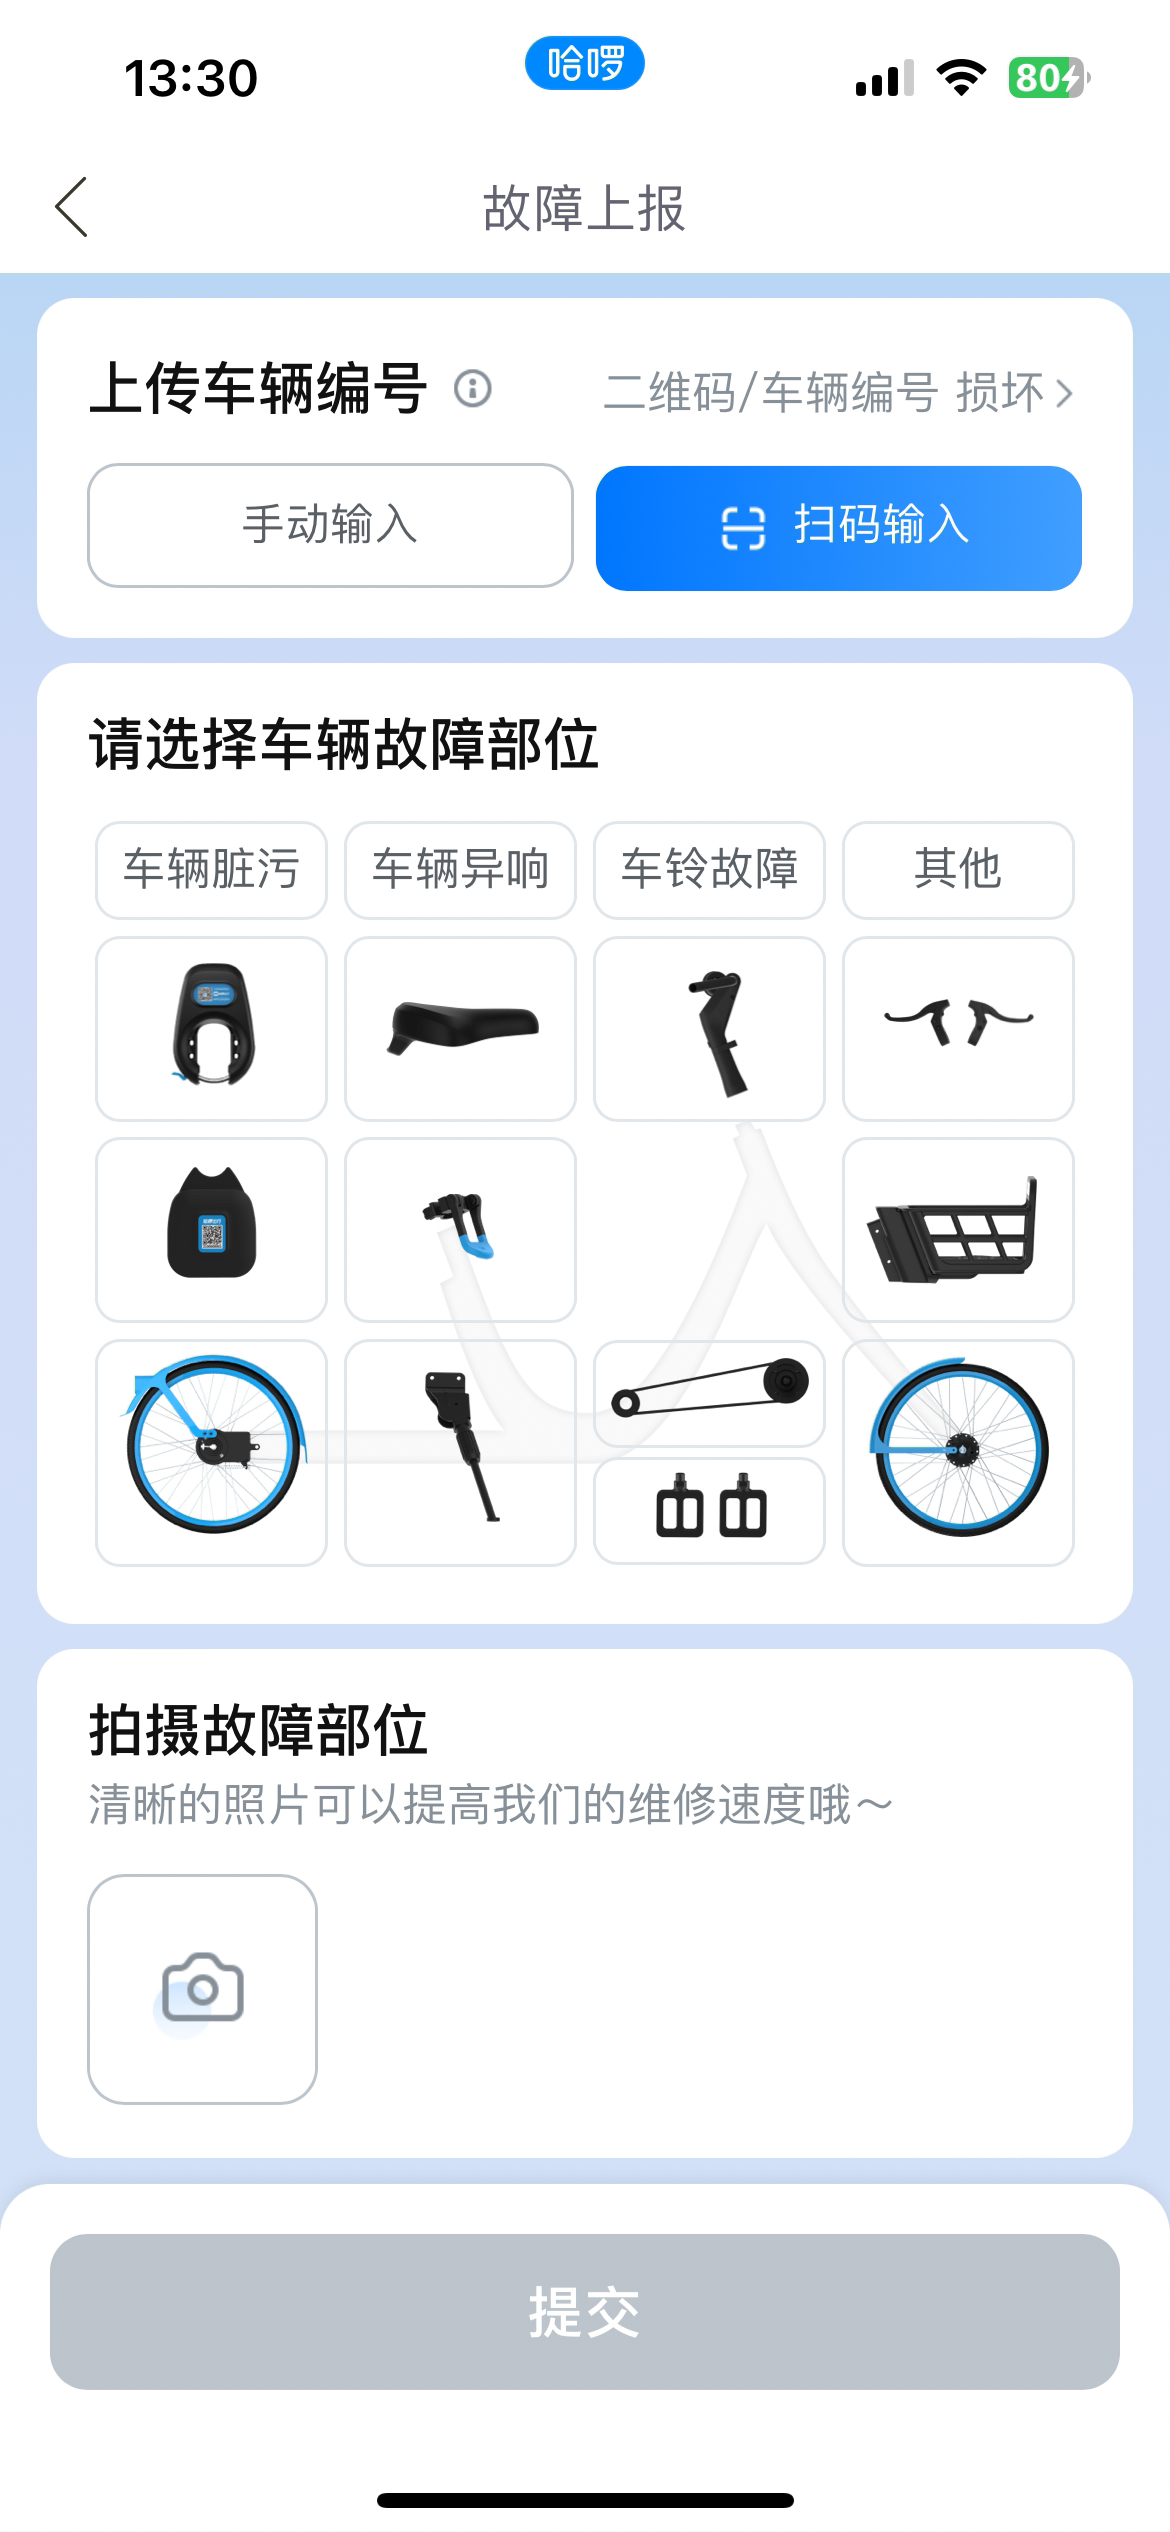 13:30
哈啰
80
故障上报
上传车辆编号
二维码/车辆编号 损坏
手动输入
扫码输入
请选择车辆故障部位
车辆脏污
车辆异响
车铃故障
其他
拍摄故障部位
清晰的照片可以提高我们的维修速度哦～
提交